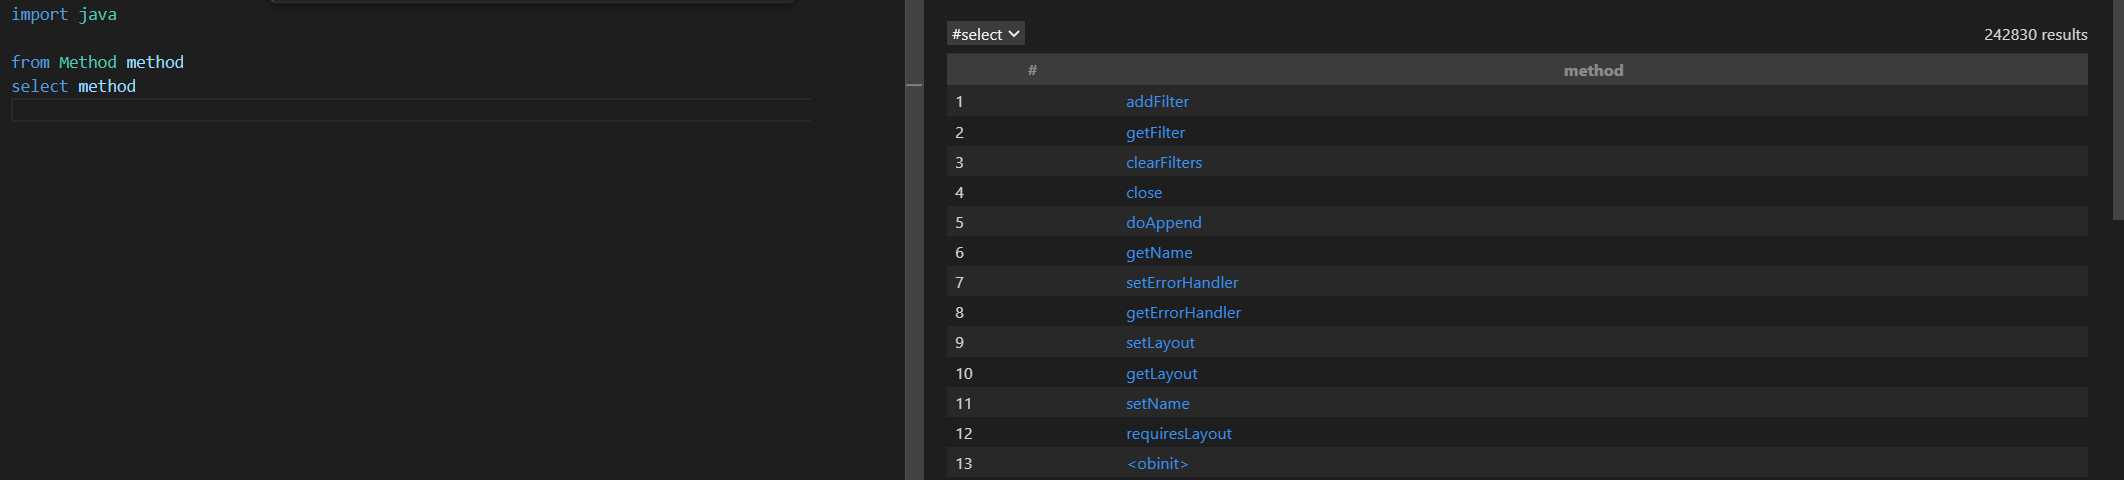 import java
from Method method
select method
#select
242830 results
# method
1 addFilter
2 getFilter
3 clearFilters
4 close
5 doAppend
6 getName
7 setErrorHandler
8 getErrorHandler
9 setLayout
10 getLayout
11 setName
12 requiresLayout
13 <obinit>